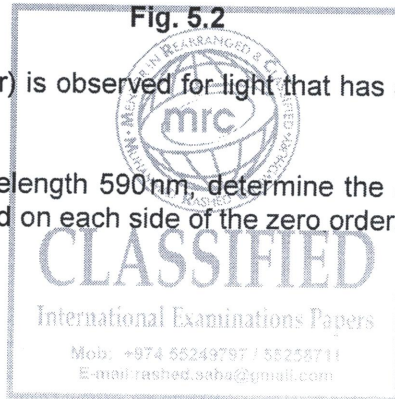 Fig. 5.2
r) is observed for light that has
elength 590 nm, determine the
d on each side of the zero order
mrc
CLASSIFIED
International Examinations Papers
Mob: +974 55249797 / 55258711
E-mail:rashed.saba@gmail.com